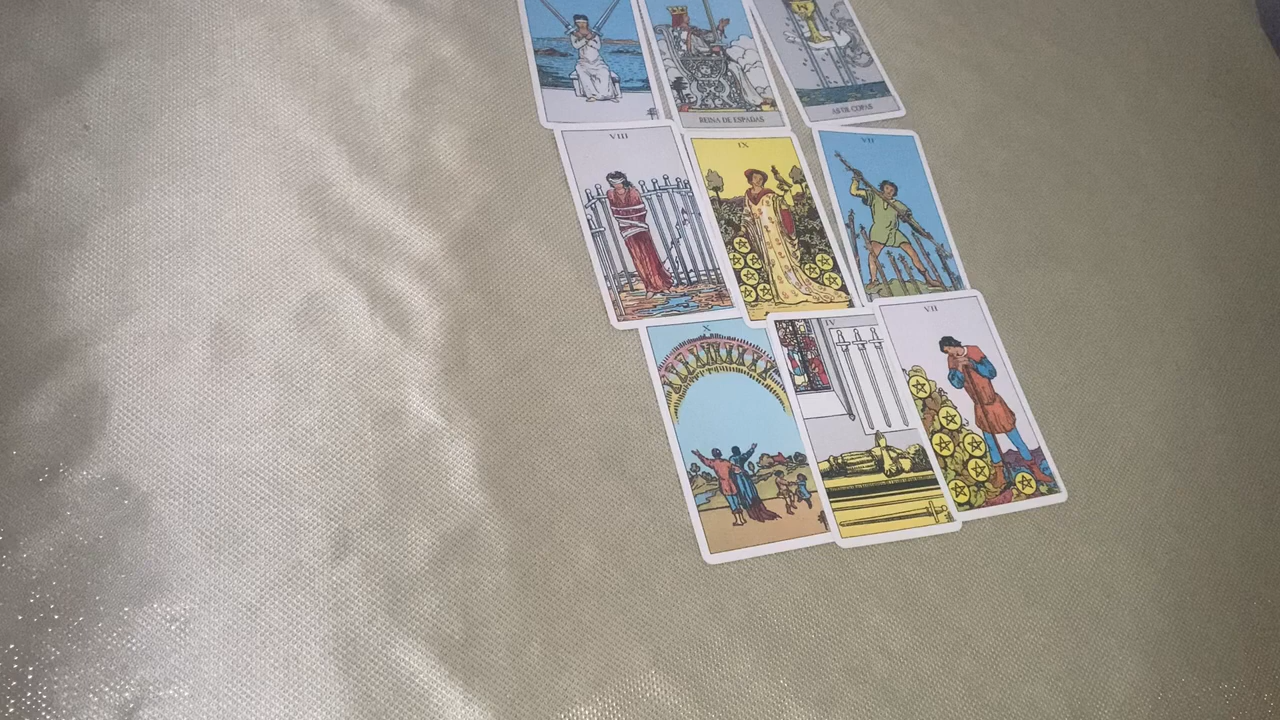 REINA DE ESPADAS
AS DE COPAS
VIII
IX
VII
X
IV
VII